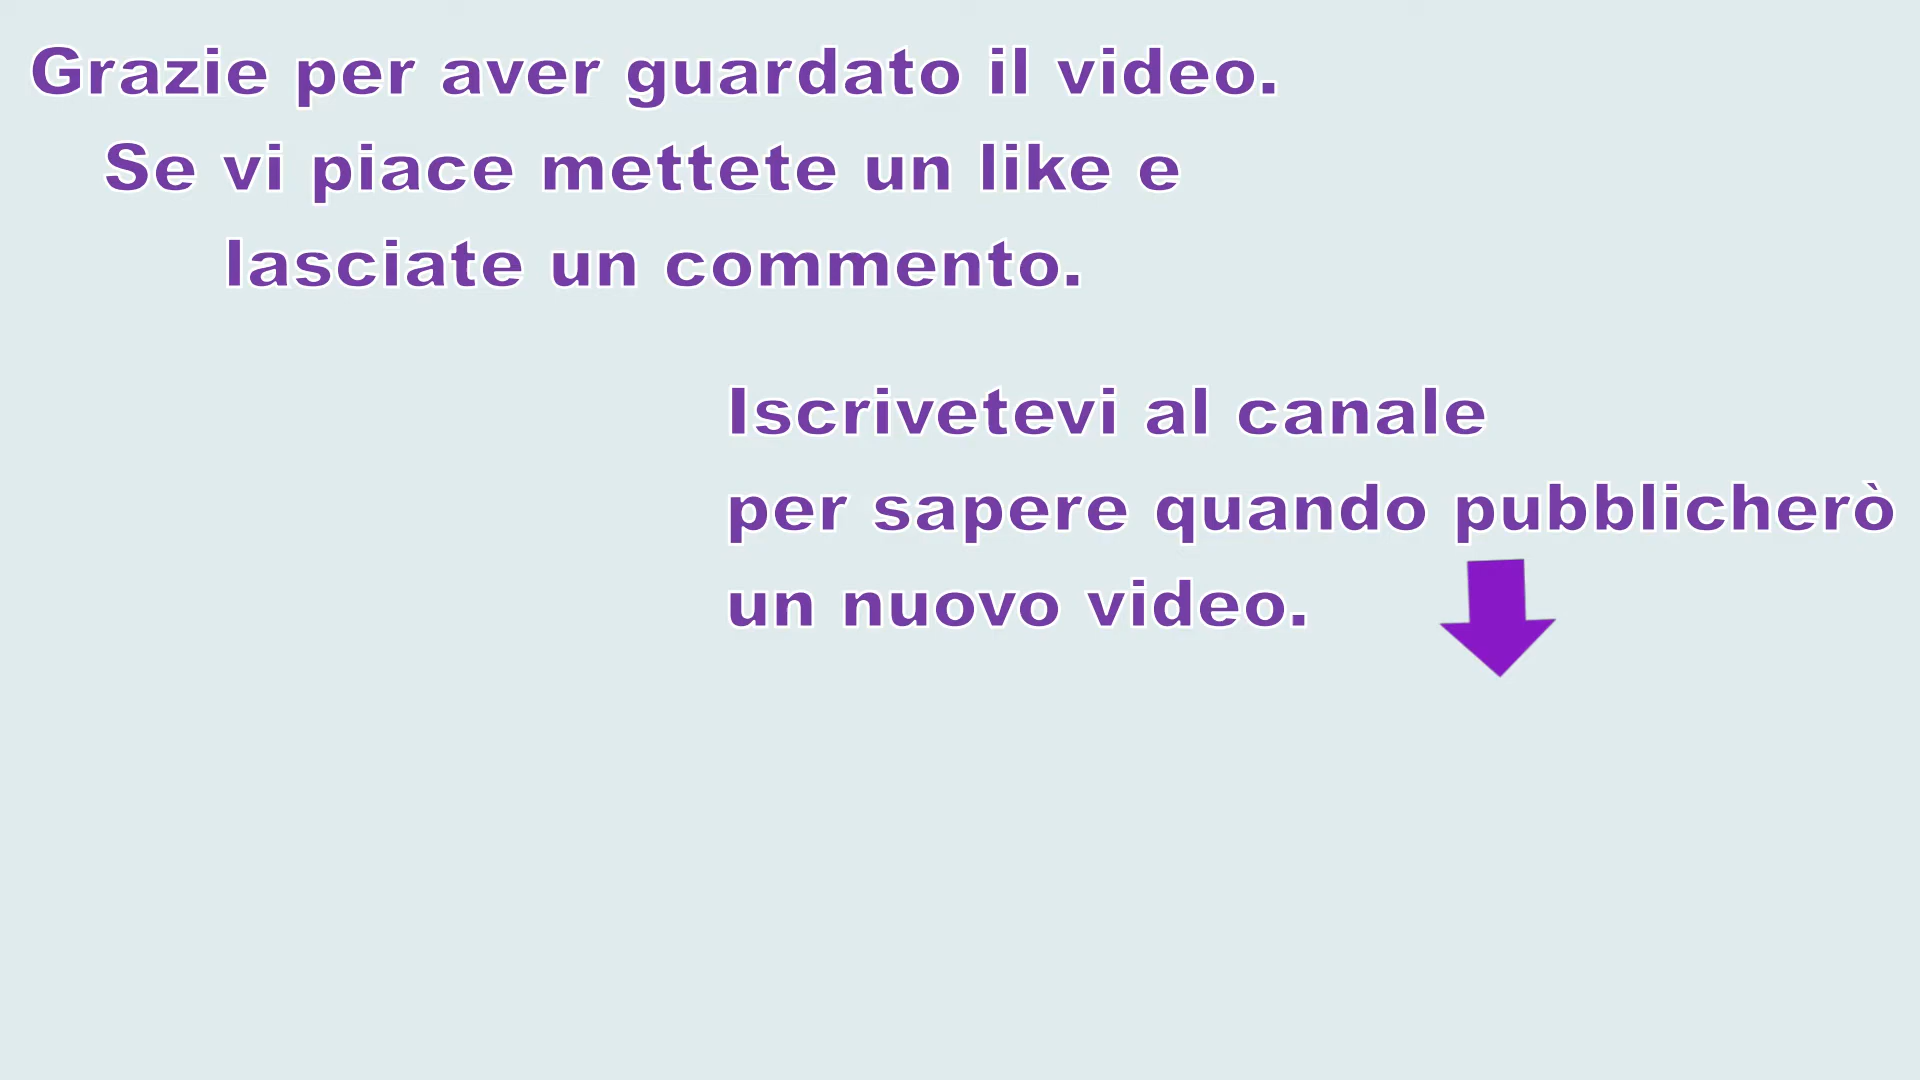 Grazie per aver guardato il video.
Se vi piace mettete un like e
lasciate un commento.
Iscrivetevi al canale
per sapere quando pubblicherò
un nuovo video.